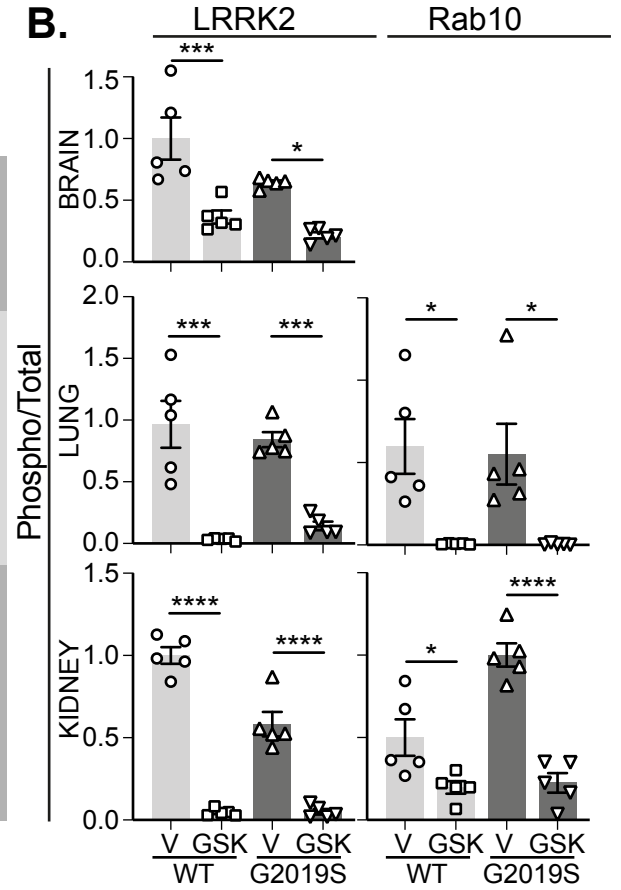 B.
LRRK2 Rab10
Phospho/Total
BRAIN
1.5
1.0
0.5
0.0
***
*
LUNG
2.0
1.5
1.0
0.5
0.0
*** ***
* *
KIDNEY
1.5
1.0
0.5
0.0
**** ****
* ****
V GSK V GSK V GSK V GSK
WT G2019S WT G2019S